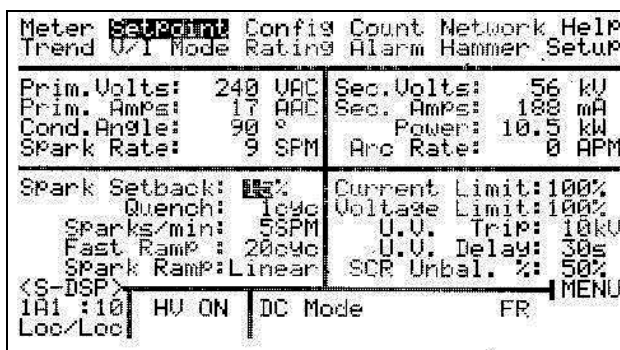 Meter Setpoint Config Count Network Help
Trend V/I Mode Rating Alarm Hammer Setup
Prim.Volts: 240 VAC
Prim. Amps: 17 AAC
Cond.Angle: 90 °
Spark Rate: 9 SPM
Sec.Volts: 56 kV
Sec. Amps: 188 mA
Power: 10.5 kW
Arc Rate: 0 APM
Spark Setback: %
Quench: 1cyc
Sparks/min: 5SPM
Fast Ramp : 20cyc
Spark Ramp:Linear
Current Limit:100%
Voltage Limit:100%
U.V. Trip: 10kV
U.V. Delay: 30s
SCR Unbal. %: 50%
<S-DSP>
1A1 :10
Loc/Loc
HV ON
DC Mode
FR
MENU